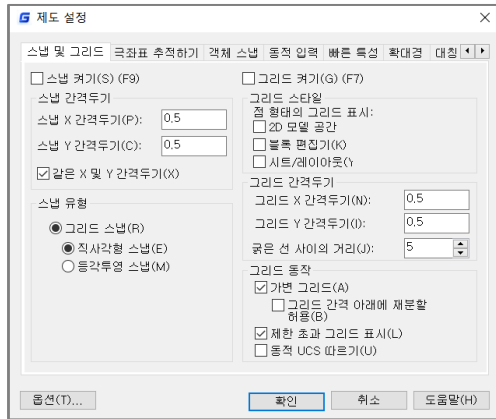 제도 설정
스냅 및 그리드 극좌표 추적하기 객체 스냅 동적 입력 빠른 특성 확대경 대칭
스냅 켜기(S) (F9)
스냅 간격두기
스냅 X 간격두기(P): 0.5
스냅 Y 간격두기(C): 0.5
같은 X 및 Y 간격두기(X)
스냅 유형
그리드 스냅(R)
직사각형 스냅(E)
등각투영 스냅(M)
그리드 켜기(G) (F7)
그리드 스타일
점 형태의 그리드 표시:
2D 모델 공간
블록 편집기(K)
시트/레이아웃(Y
그리드 간격두기
그리드 X 간격두기(N): 0.5
그리드 Y 간격두기(I): 0.5
굵은 선 사이의 거리(J): 5
그리드 동작
가변 그리드(A)
그리드 간격 아래에 재분할
허용(B)
제한 초과 그리드 표시(L)
동적 UCS 따르기(U)
옵션(T)... 확인 취소 도움말(H)